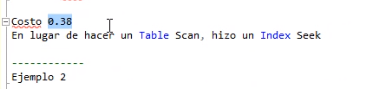 Costo 0.38
En lugar de hacer un Table Scan, hizo un Index Seek
------------
Ejemplo 2